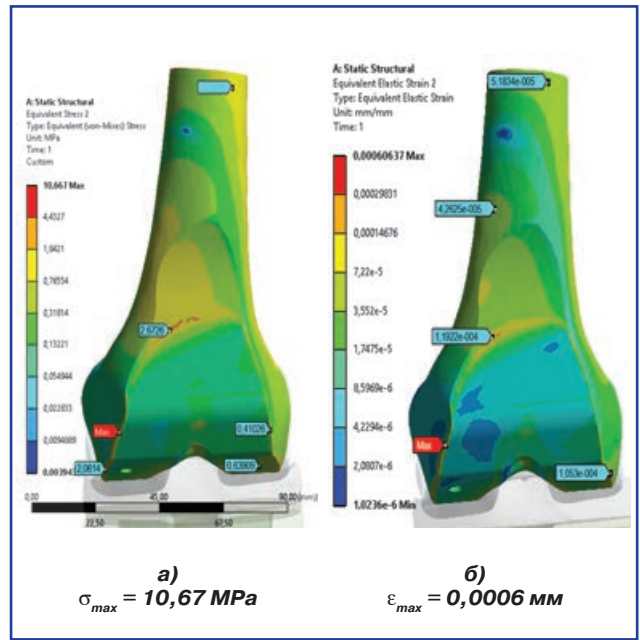 A: Static Structural
Equivalent Stress 2
Type: Equivalent (von-Mises) Stress
Unit: MPa
Time: 1
Custom
10,667 Max
4,4327
1,8421
0,76554
0,31814
0,13221
0,054944
0,022833
0,0094889
0.003943
2,6729
Max
2,0614
0,41026
0,63909
0,00
45,00
80,00(mm)
22,50
67,50
A: Static Structural
Equivalent Elastic Strain 2
Type: Equivalent Elastic Strain
Unit: mm/mm
Time: 1
0,00060637 Max
0,00029831
0,00014676
7,22e-5
3,552e-5
1,7475e-5
8,5969e-6
4,2294e-6
2,0807e-6
1,0236e-6 Min
5,1834e-005
4,2625e-005
1,1922e-004
Max
1,053e-004
а)
σmax = 10,67 MPa
б)
εmax = 0,0006 мм